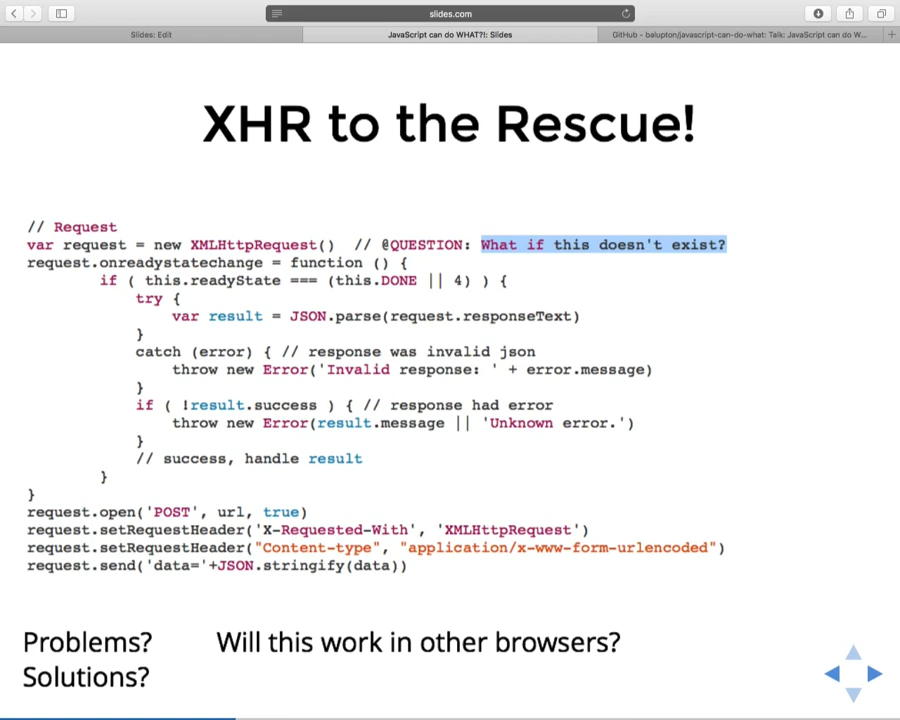 slides.com
Slides: Edit
JavaScript can do WHAT?!: Slides
GitHub - balupton/javascript-can-do-what: Talk: JavaScript can do W...
XHR to the Rescue!
// Request
var request = new XMLHttpRequest()  // @QUESTION: What if this doesn't exist?
request.onreadystatechange = function () {
        if ( this.readyState === (this.DONE || 4) ) {
            try {
                var result = JSON.parse(request.responseText)
            }
            catch (error) { // response was invalid json
                throw new Error('Invalid response: ' + error.message)
            }
            if ( !result.success ) { // response had error
                throw new Error(result.message || 'Unknown error.')
            }
            // success, handle result
        }
}
request.open('POST', url, true)
request.setRequestHeader('X-Requested-With', 'XMLHttpRequest')
request.setRequestHeader("Content-type", "application/x-www-form-urlencoded")
request.send('data='+JSON.stringify(data))
Problems? Will this work in other browsers?
Solutions?